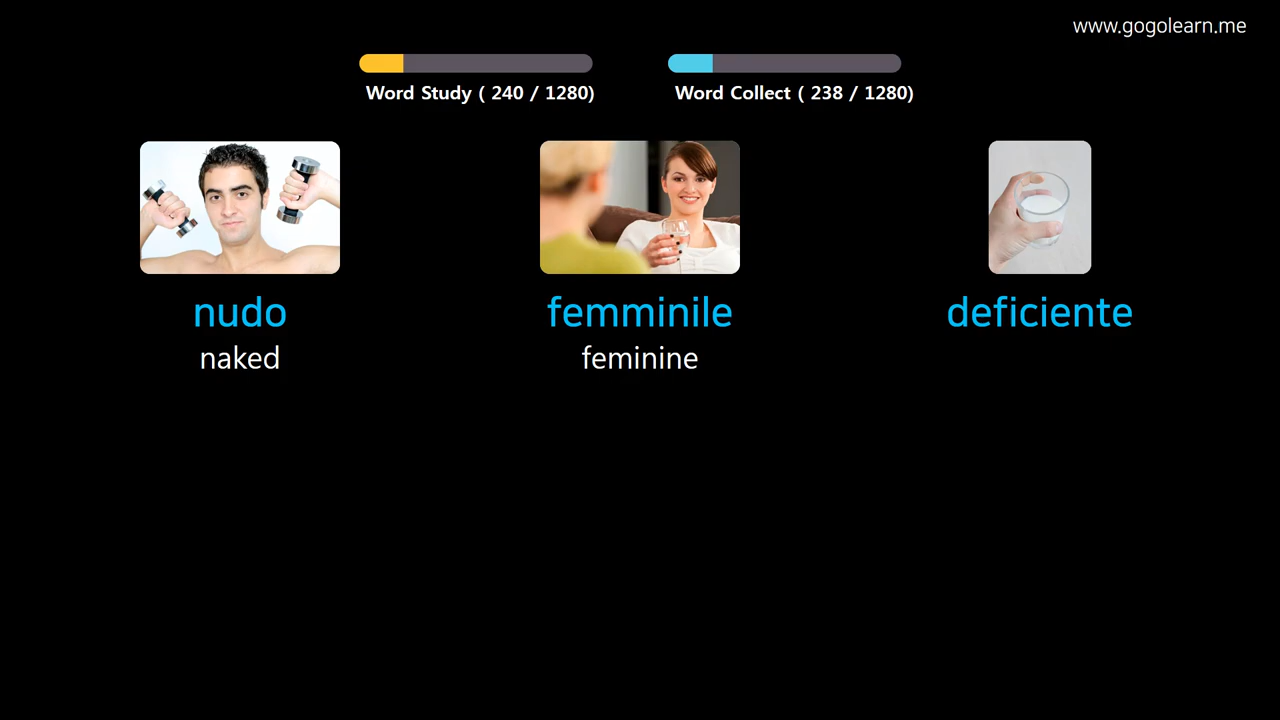 www.gogolearn.me
Word Study ( 240 / 1280)
Word Collect ( 238 / 1280)
nudo
naked
femminile
feminine
deficiente